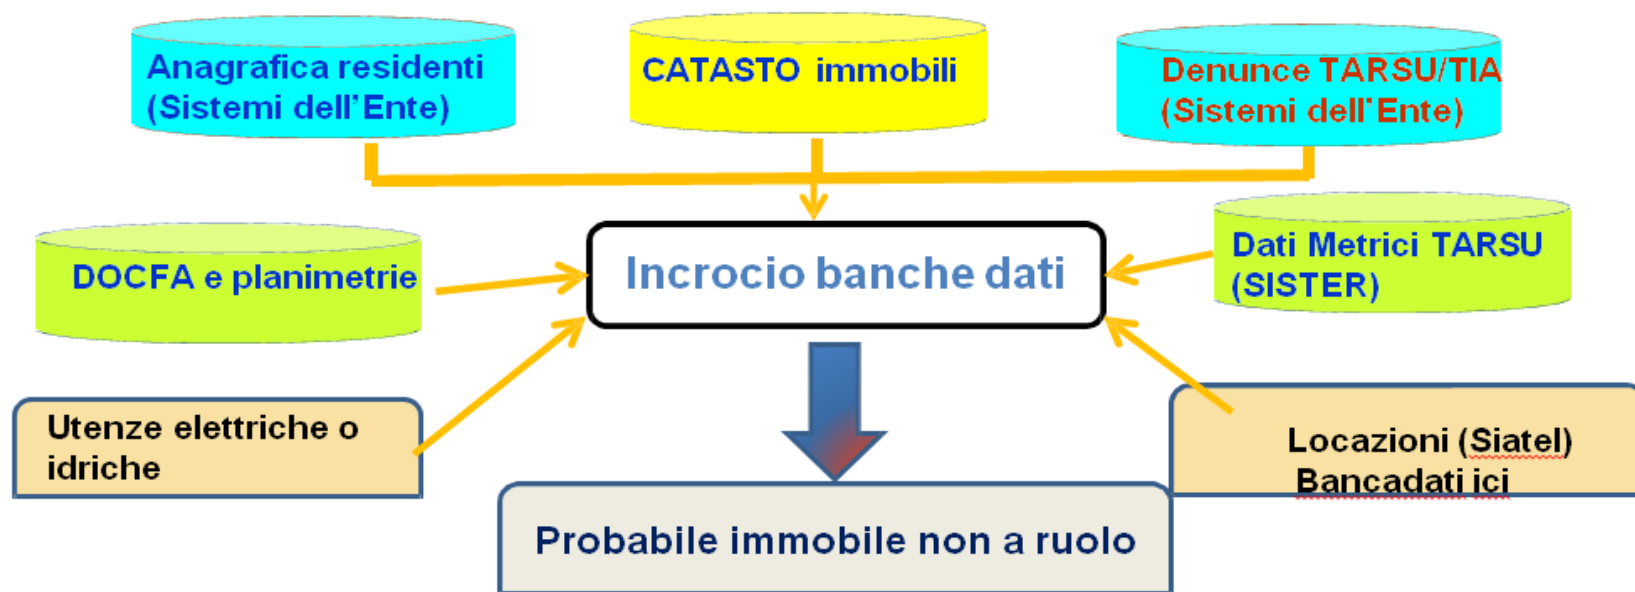 Anagrafica residenti
(Sistemi dell’Ente)
CATASTO immobili
Denunce TARSU/TIA
(Sistemi dell'Ente)
DOCFA e planimetrie
Incrocio banche dati
Dati Metrici TARSU
(SISTER)
Utenze elettriche o
idriche
Locazioni (Siatel)
Bancadati ici
Probabile immobile non a ruolo